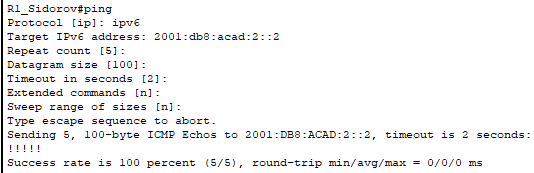 R1_Sidorov#ping
Protocol [ip]: ipv6
Target IPv6 address: 2001:db8:acad:2::2
Repeat count [5]:
Datagram size [100]:
Timeout in seconds [2]:
Extended commands [n]:
Sweep range of sizes [n]:
Type escape sequence to abort.
Sending 5, 100-byte ICMP Echos to 2001:DB8:ACAD:2::2, timeout is 2 seconds:
!!!!!
Success rate is 100 percent (5/5), round-trip min/avg/max = 0/0/0 ms